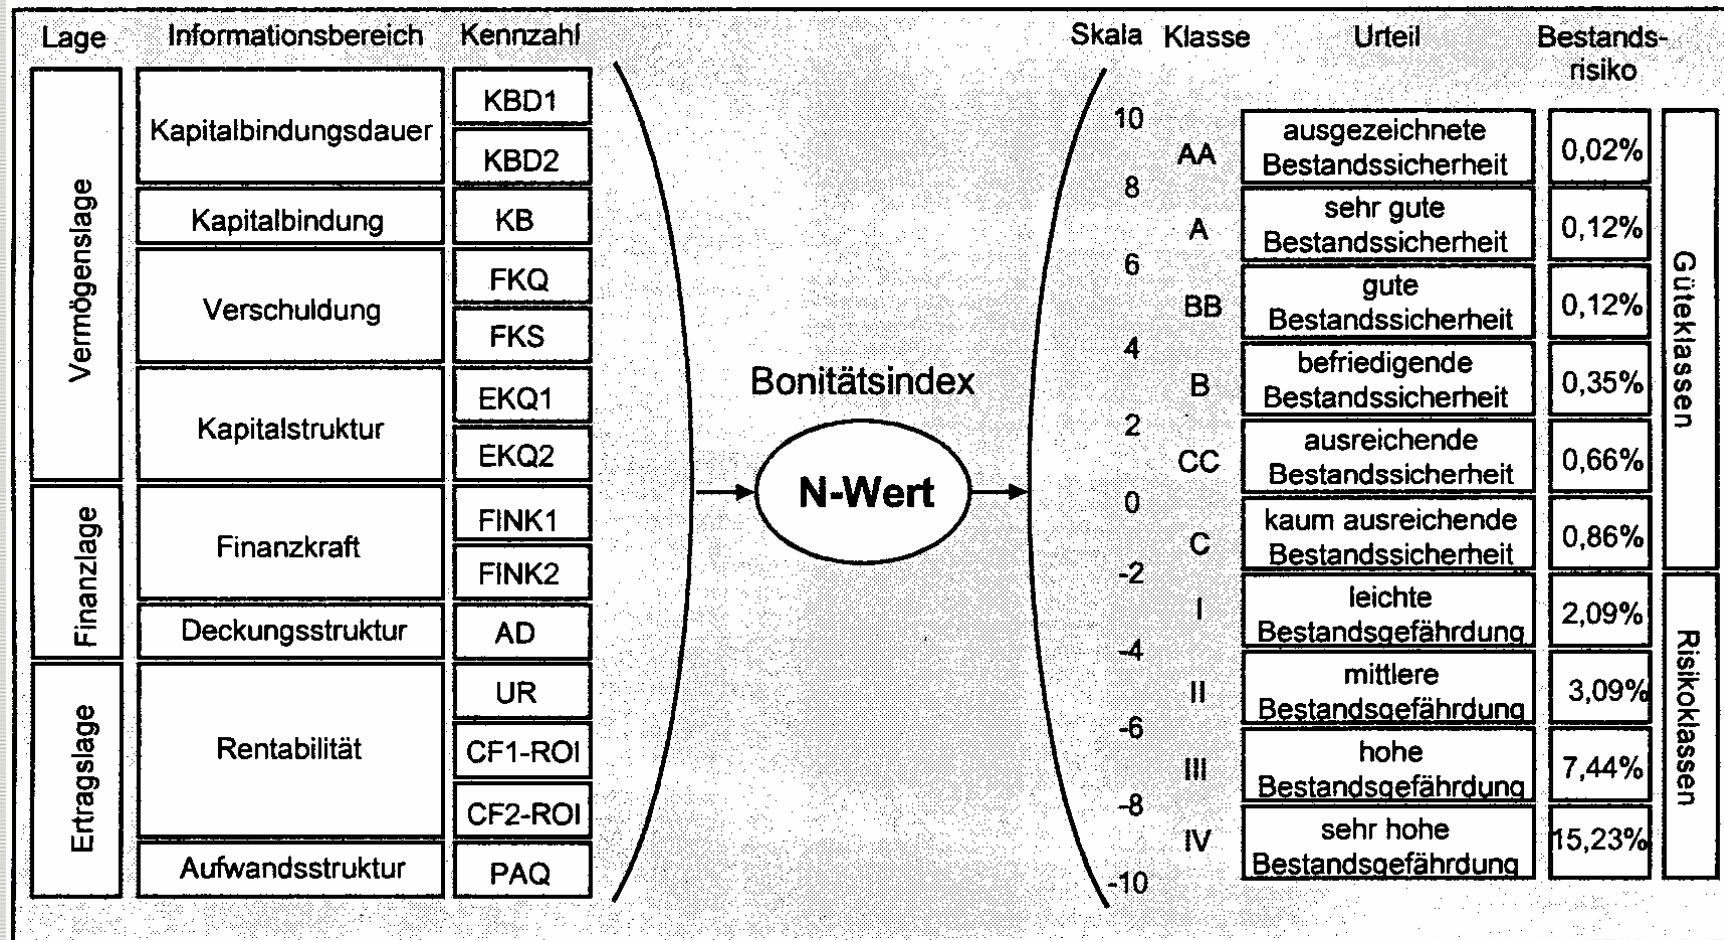 Lage
Informationsbereich
Kennzahl
Vermögenslage
Kapitalbindungsdauer
KBD1
KBD2
Kapitalbindung
KB
Verschuldung
FKQ
FKS
Kapitalstruktur
EKQ1
EKQ2
Finanzlage
Finanzkraft
FINK1
FINK2
Deckungsstruktur
AD
Ertragslage
Rentabilität
UR
CF1-ROI
CF2-ROI
Aufwandsstruktur
PAQ
Bonitätsindex
N-Wert
Skala
Klasse
Urteil
Bestands-
risiko
10
AA
ausgezeichnete
Bestandssicherheit
0,02%
8
A
sehr gute
Bestandssicherheit
0,12%
6
BB
gute
Bestandssicherheit
0,12%
4
B
befriedigende
Bestandssicherheit
0,35%
2
CC
ausreichende
Bestandssicherheit
0,66%
0
C
kaum ausreichende
Bestandssicherheit
0,86%
-2
I
leichte
Bestandsgefährdung
2,09%
-4
II
mittlere
Bestandsgefährdung
3,09%
-6
III
hohe
Bestandsgefährdung
7,44%
-8
IV
sehr hohe
Bestandsgefährdung
15,23%
-10
Güteklassen
Risikoklassen